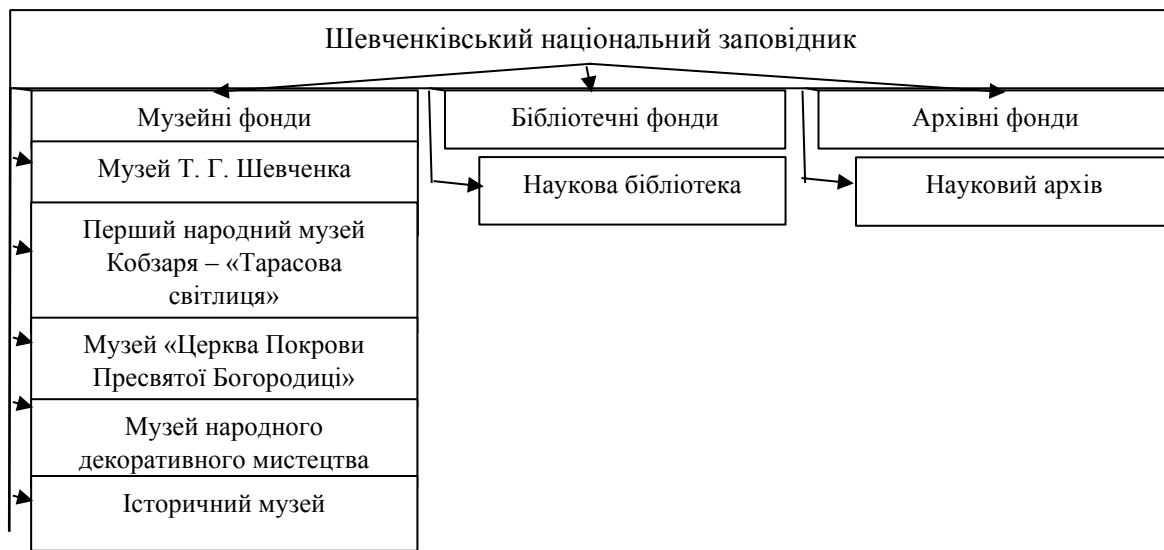 Шевченківський національний заповідник
Музейні фонди
Бібліотечні фонди
Архівні фонди
Музей Т. Г. Шевченка
Наукова бібліотека
Науковий архів
Перший народний музей
Кобзаря – «Тарасова
світлиця»
Музей «Церква Покрови
Пресвятої Богородиці»
Музей народного
декоративного мистецтва
Історичний музей